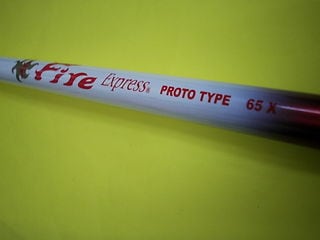 Fire Express® PROTO TYPE 65 X